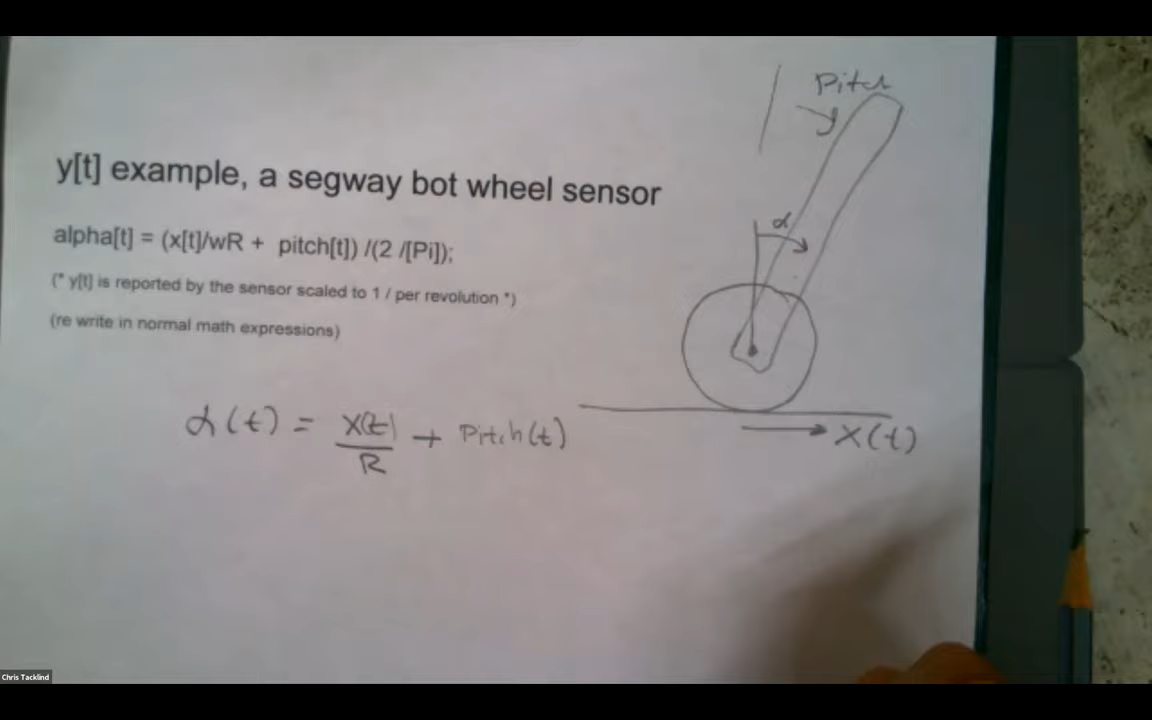 Pitch
y[t] example, a segway bot wheel sensor
α
alpha[t] = (x[t]/wR + pitch[t]) /(2 /[Pi]);
(* y[t] is reported by the sensor scaled to 1 / per revolution *)
(re write in normal math expressions)
α(t) = X(t)/R + Pitch(t)
X(t)
Chris Tacklind